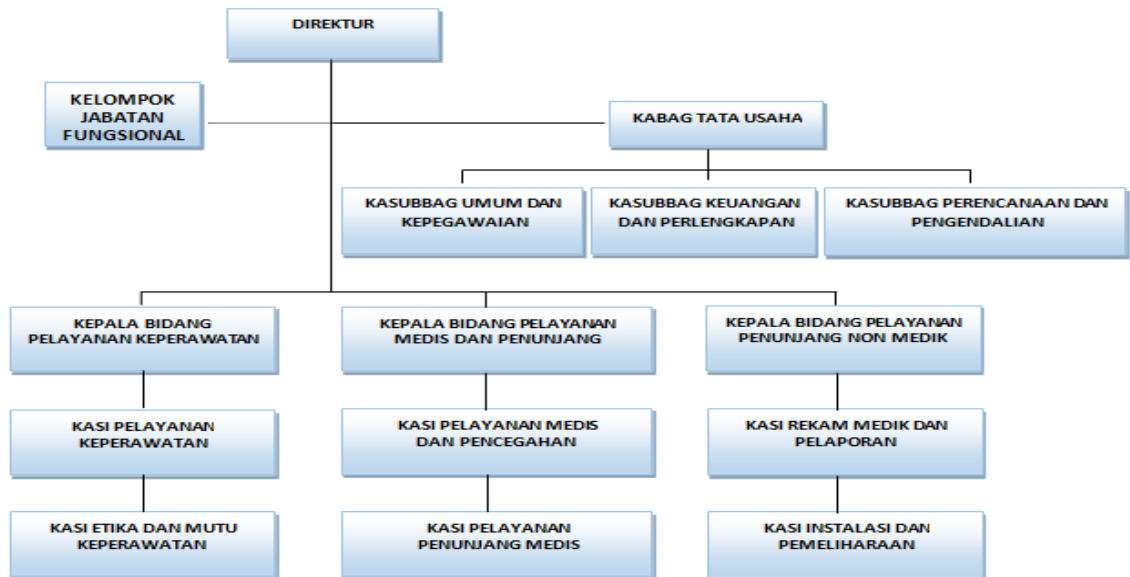 DIREKTUR
KELOMPOK
JABATAN
FUNGSIONAL
KABAG TATA USAHA
KASUBBAG UMUM DAN
KEPEGAWAIAN
KASUBBAG KEUANGAN
DAN PERLENGKAPAN
KASUBBAG PERENCANAAN DAN
PENGENDALIAN
KEPALA BIDANG
PELAYANAN KEPERAWATAN
KEPALA BIDANG PELAYANAN
MEDIS DAN PENUNJANG
KEPALA BIDANG PELAYANAN
PENUNJANG NON MEDIK
KASI PELAYANAN
KEPERAWATAN
KASI PELAYANAN MEDIS
DAN PENCEGAHAN
KASI REKAM MEDIK DAN
PELAPORAN
KASI ETIKA DAN MUTU
KEPERAWATAN
KASI PELAYANAN
PENUNJANG MEDIS
KASI INSTALASI DAN
PEMELIHARAAN